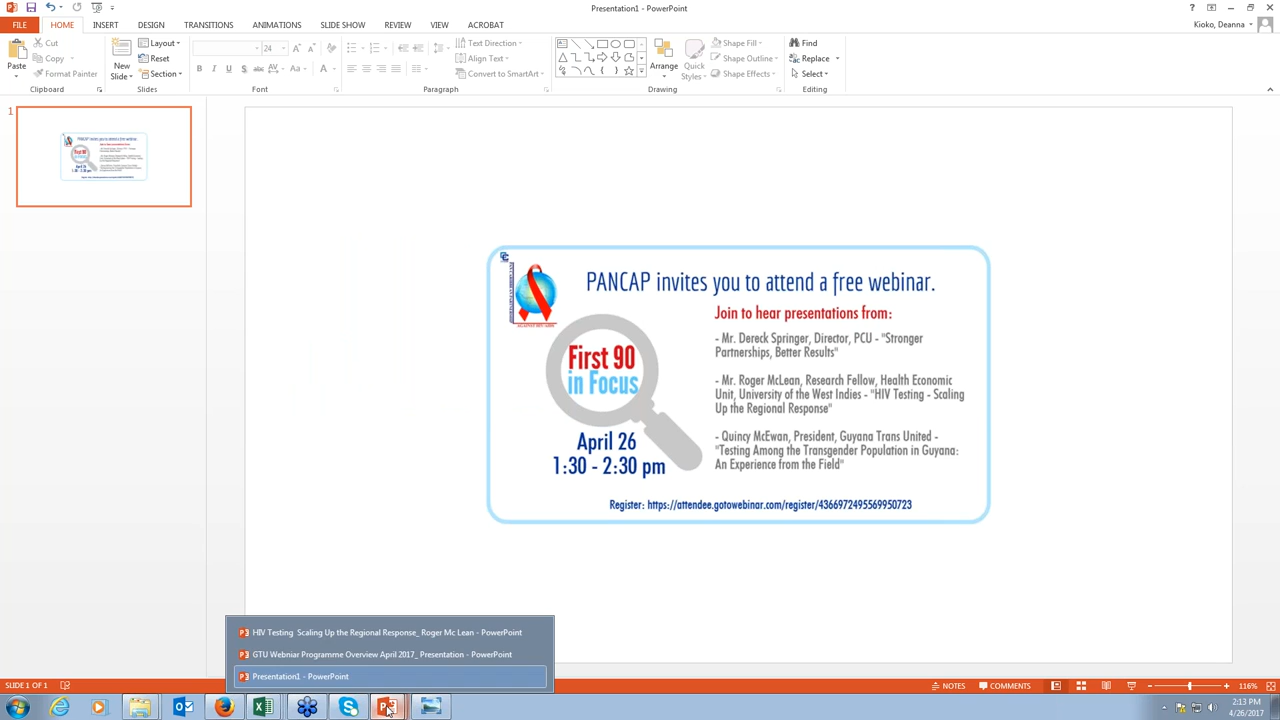 Presentation1 - PowerPoint
FILE HOME INSERT DESIGN TRANSITIONS ANIMATIONS SLIDE SHOW REVIEW VIEW ACROBAT
Kioko, Deanna
Paste
Cut
Copy
Format Painter
Clipboard
New
Slide
Layout
Reset
Section
Slides
24
Font
Text Direction
Align Text
Convert to SmartArt
Paragraph
Arrange
Quick
Styles
Shape Fill
Shape Outline
Shape Effects
Drawing
Find
Replace
Select
Editing
1
PANCAP invites you to attend a free webinar.
Join to hear presentations from:
- Mr. Dereck Springer, Director, PCU - "Stronger
Partnerships, Better Results"
- Mr. Roger McLean, Research Fellow, Health Economic
Unit, University of the West Indies - "HIV Testing - Scaling
Up the Regional Response"
- Quincy McEwan, President, Guyana Trans United -
"Testing Among the Transgender Population in Guyana:
An Experience from the Field"
First 90
in Focus
April 26
1:30 - 2:30 pm
Register: https://attendee.gotowebinar.com/register/4366972495569950723
HIV Testing  Scaling Up the Regional Response_ Roger Mc Lean - PowerPoint
GTU Webniar Programme Overview April 2017_ Presentation - PowerPoint
Presentation1 - PowerPoint
SLIDE 1 OF 1
NOTES
COMMENTS
116%
2:13 PM
4/26/2017